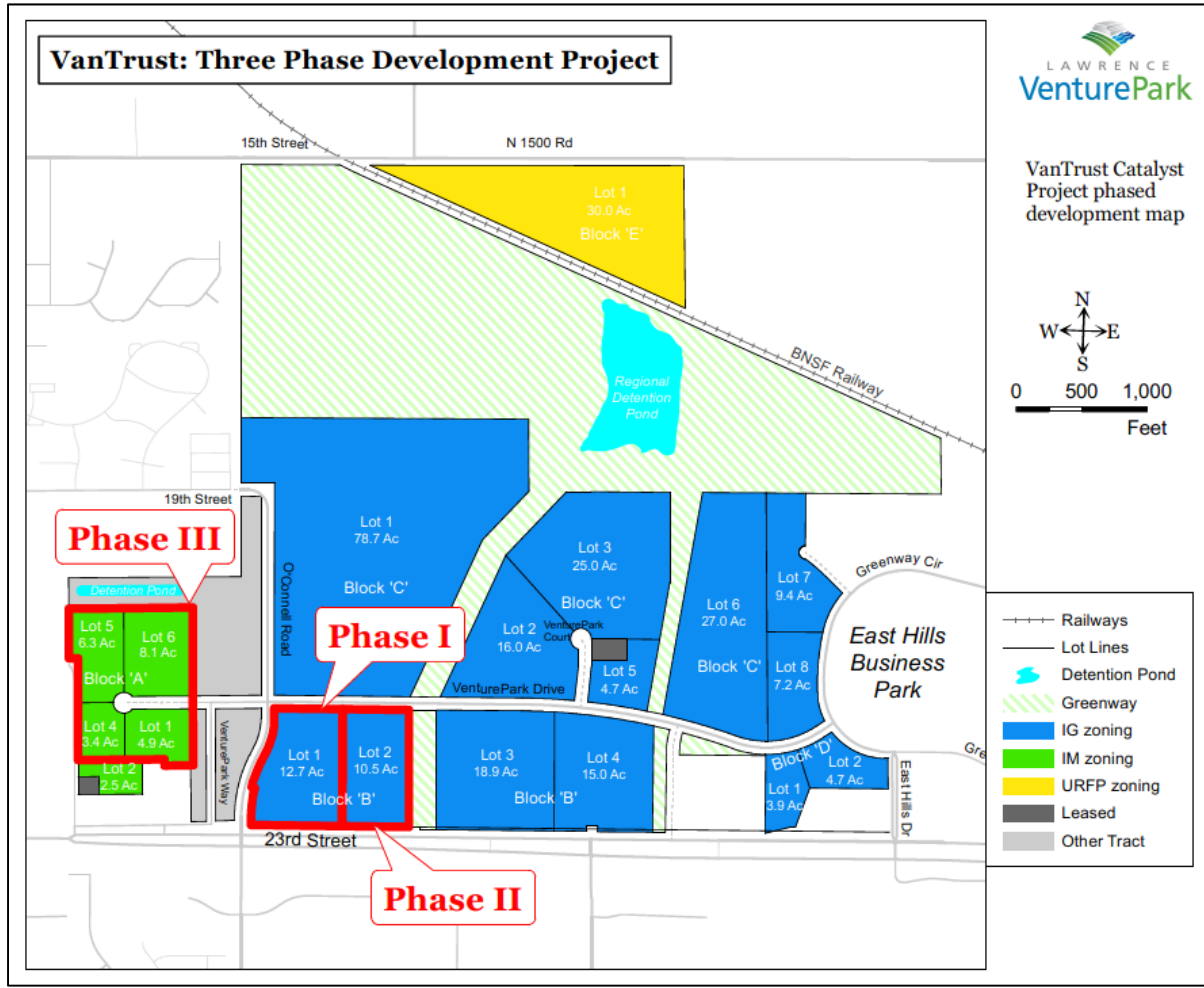 VanTrust: Three Phase Development Project
LAWRENCE
VenturePark
VanTrust Catalyst
Project phased
development map
N
W
E
S
0 500 1,000
Feet
15th Street
N 1500 Rd
Lot 1
30.0 Ac
Block 'E'
BNSF Railway
Regional
Detention
Pond
19th Street
Phase III
Detention Pond
Lot 5
6.3 Ac
Lot 6
8.1 Ac
Block 'A'
Lot 4
3.4 Ac
Lot 1
4.9 Ac
Lot 2
2.5 Ac
VenturePark Way
O'Connell Road
Lot 1
78.7 Ac
Block 'C'
Phase I
VenturePark Drive
Lot 3
25.0 Ac
Block 'C'
Lot 2
16.0 Ac
VenturePark
Court
Lot 5
4.7 Ac
Lot 6
27.0 Ac
Block 'C'
Lot 7
9.4 Ac
Lot 8
7.2 Ac
Greenway Cir
East Hills
Business
Park
Lot 1
12.7 Ac
Lot 2
10.5 Ac
Block 'B'
Lot 3
18.9 Ac
Lot 4
15.0 Ac
Block 'B'
Block 'D'
Lot 2
4.7 Ac
Lot 1
3.9 Ac
East Hills Dr
Gre
23rd Street
Phase II
Railways
Lot Lines
Detention Pond
Greenway
IG zoning
IM zoning
URFP zoning
Leased
Other Tract